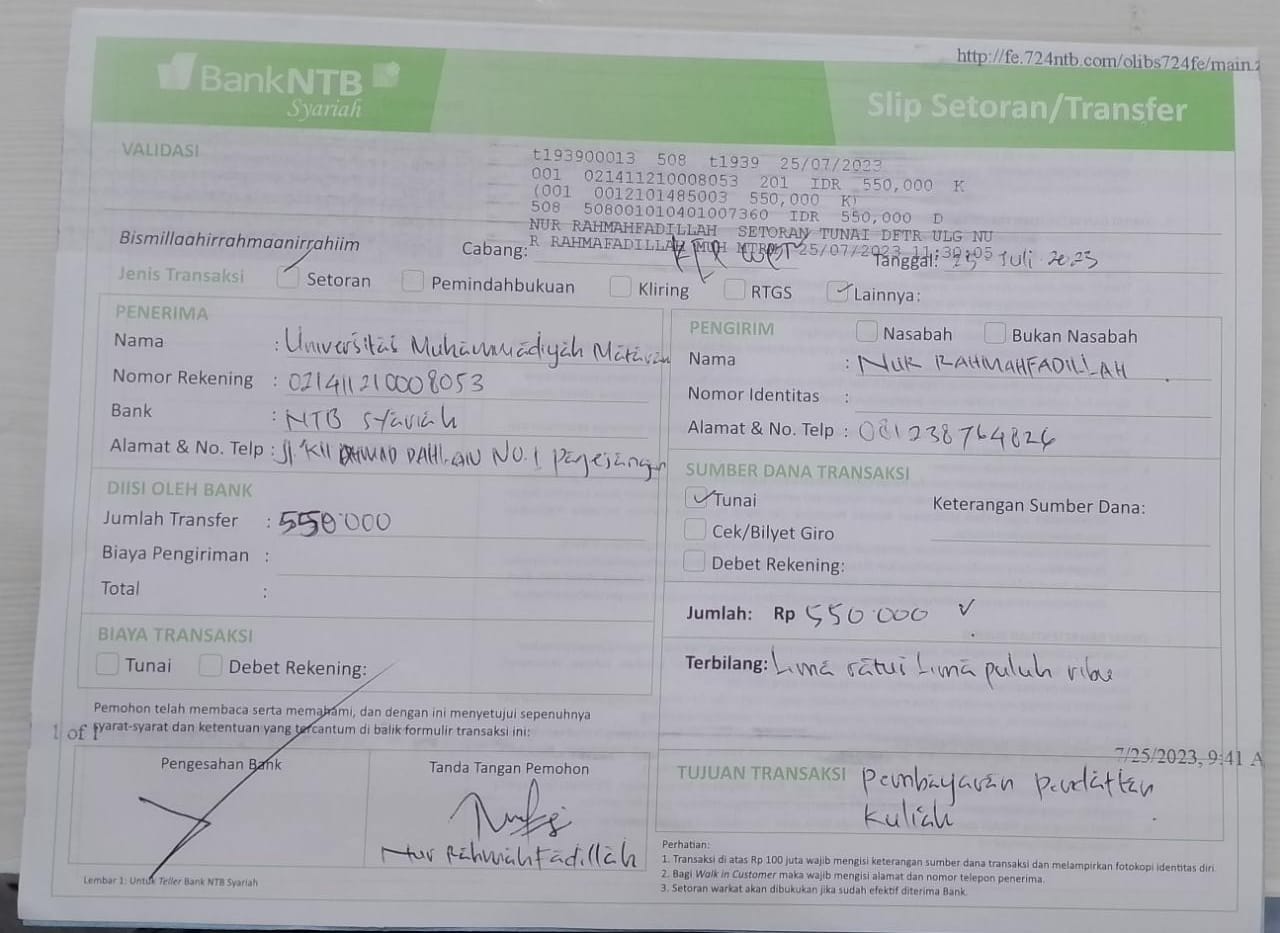 http://fe.724ntb.com/olibs724fe/main.
BankNTB
Syariah
Slip Setoran/Transfer
VALIDASI
t193900013 508 t1939 25/07/2023
001 021411210008053 201 IDR 550,000 K
(001 0012101485003 550,000 K)
508 508001010401007360 IDR 550,000 D
NUR RAHMAHFADILLAH SETORAN TUNAI DFTR ULG NU
R RAHMAFADILLAH 25/07/2023 11:30:05
Bismillaahirrahmaanirrahiim
Cabang:
Tanggal: 25 Juli 2023
Jenis Transaksi Setoran Pemindahbukuan Kliring RTGS Lainnya:
PENERIMA
Nama : Universitas Muhammadiyah Mataram
Nomor Rekening : 021411210008053
Bank : NTB Syariah
Alamat & No. Telp : Jl. KH AHMAD DAHLAN NO. 1 Pagesangan
DIISI OLEH BANK
Jumlah Transfer : 550.000
Biaya Pengiriman :
Total :
BIAYA TRANSAKSI
Tunai Debet Rekening:
Pemohon telah membaca serta memahami, dan dengan ini menyetujui sepenuhnya
syarat-syarat dan ketentuan yang tercantum di balik formulir transaksi ini:
1 of 1
Pengesahan Bank
Tanda Tangan Pemohon
Nur Rahmahfadillah
Lembar 1: Untuk Teller Bank NTB Syariah
PENGIRIM Nasabah Bukan Nasabah
Nama : NUR RAHMAHFADILLAH
Nomor Identitas :
Alamat & No. Telp : 081238764826
SUMBER DANA TRANSAKSI
Tunai
Keterangan Sumber Dana:
Cek/Bilyet Giro
Debet Rekening:
Jumlah: Rp 550.000
Terbilang: Lima ratus Lima puluh ribu
7/25/2023, 9:41 A
TUJUAN TRANSAKSI Pembayaran Pendaftaran
Kuliah
Perhatian:
1. Transaksi di atas Rp 100 juta wajib mengisi keterangan sumber dana transaksi dan melampirkan fotokopi identitas diri.
2. Bagi Walk in Customer maka wajib mengisi alamat dan nomor telepon penerima.
3. Setoran warkat akan dibukukan jika sudah efektif diterima Bank.